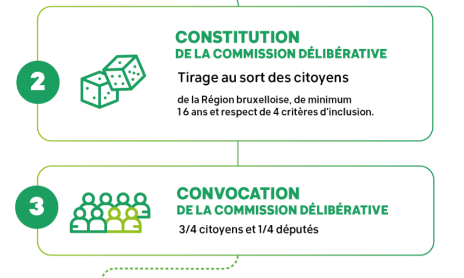 2
CONSTITUTION
DE LA COMMISSION DÉLIBÉRATIVE
Tirage au sort des citoyens
de la Région bruxelloise, de minimum
16 ans et respect de 4 critères d'inclusion.
3
CONVOCATION
DE LA COMMISSION DÉLIBÉRATIVE
3/4 citoyens et 1/4 députés